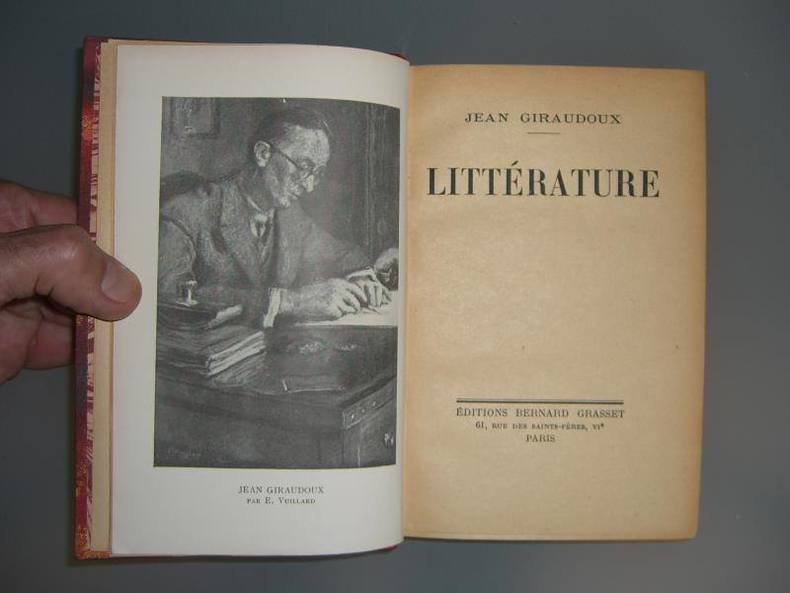 JEAN GIRAUDOUX
PAR E. VUILLARD
JEAN GIRAUDOUX
LITTÉRATURE
ÉDITIONS BERNARD GRASSET
61, RUE DES SAINTS-PÈRES, VIᵉ
PARIS